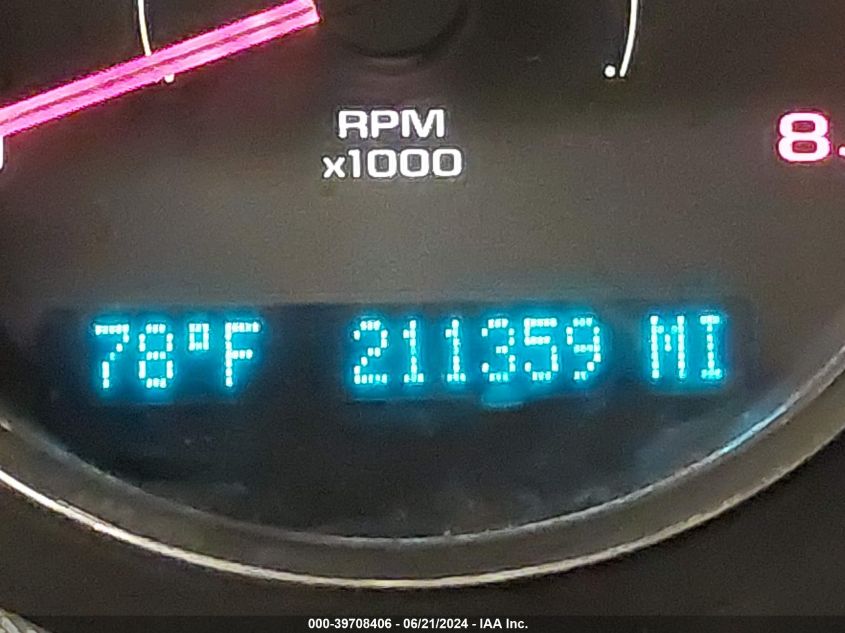 RPM
x1000
8.
78°F 211359 MI
000-39708406 - 06/21/2024 - IAA Inc.